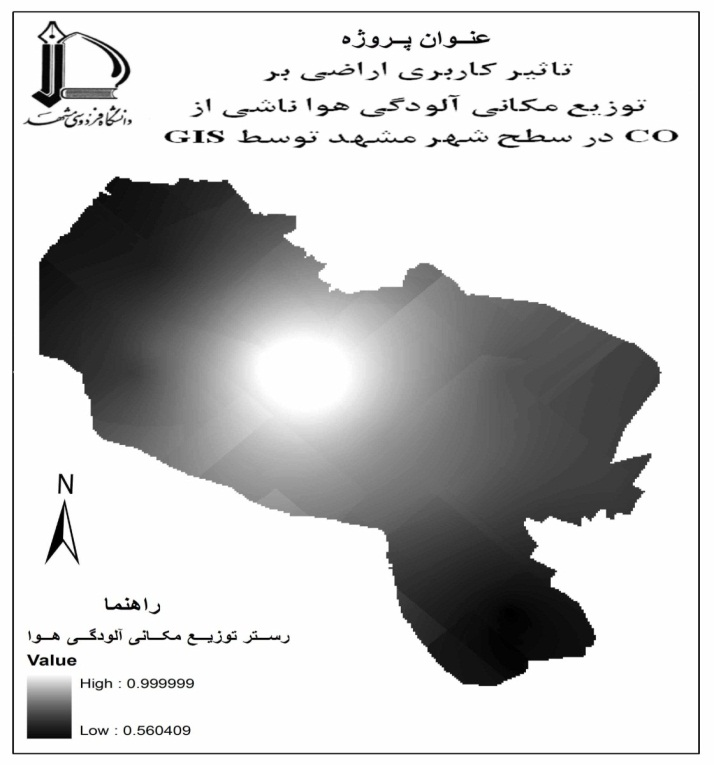 عنوان پروژه
تاثیر کاربری اراضی بر
توزیع مکانی آلودگی هوا ناشی از
CO در سطح شهر مشهد توسط GIS
دانشگاه فردوسی مشهد
N
راهنما
رستر توزیع مکانی آلودگی هوا
Value
High : 0.999999
Low : 0.560409